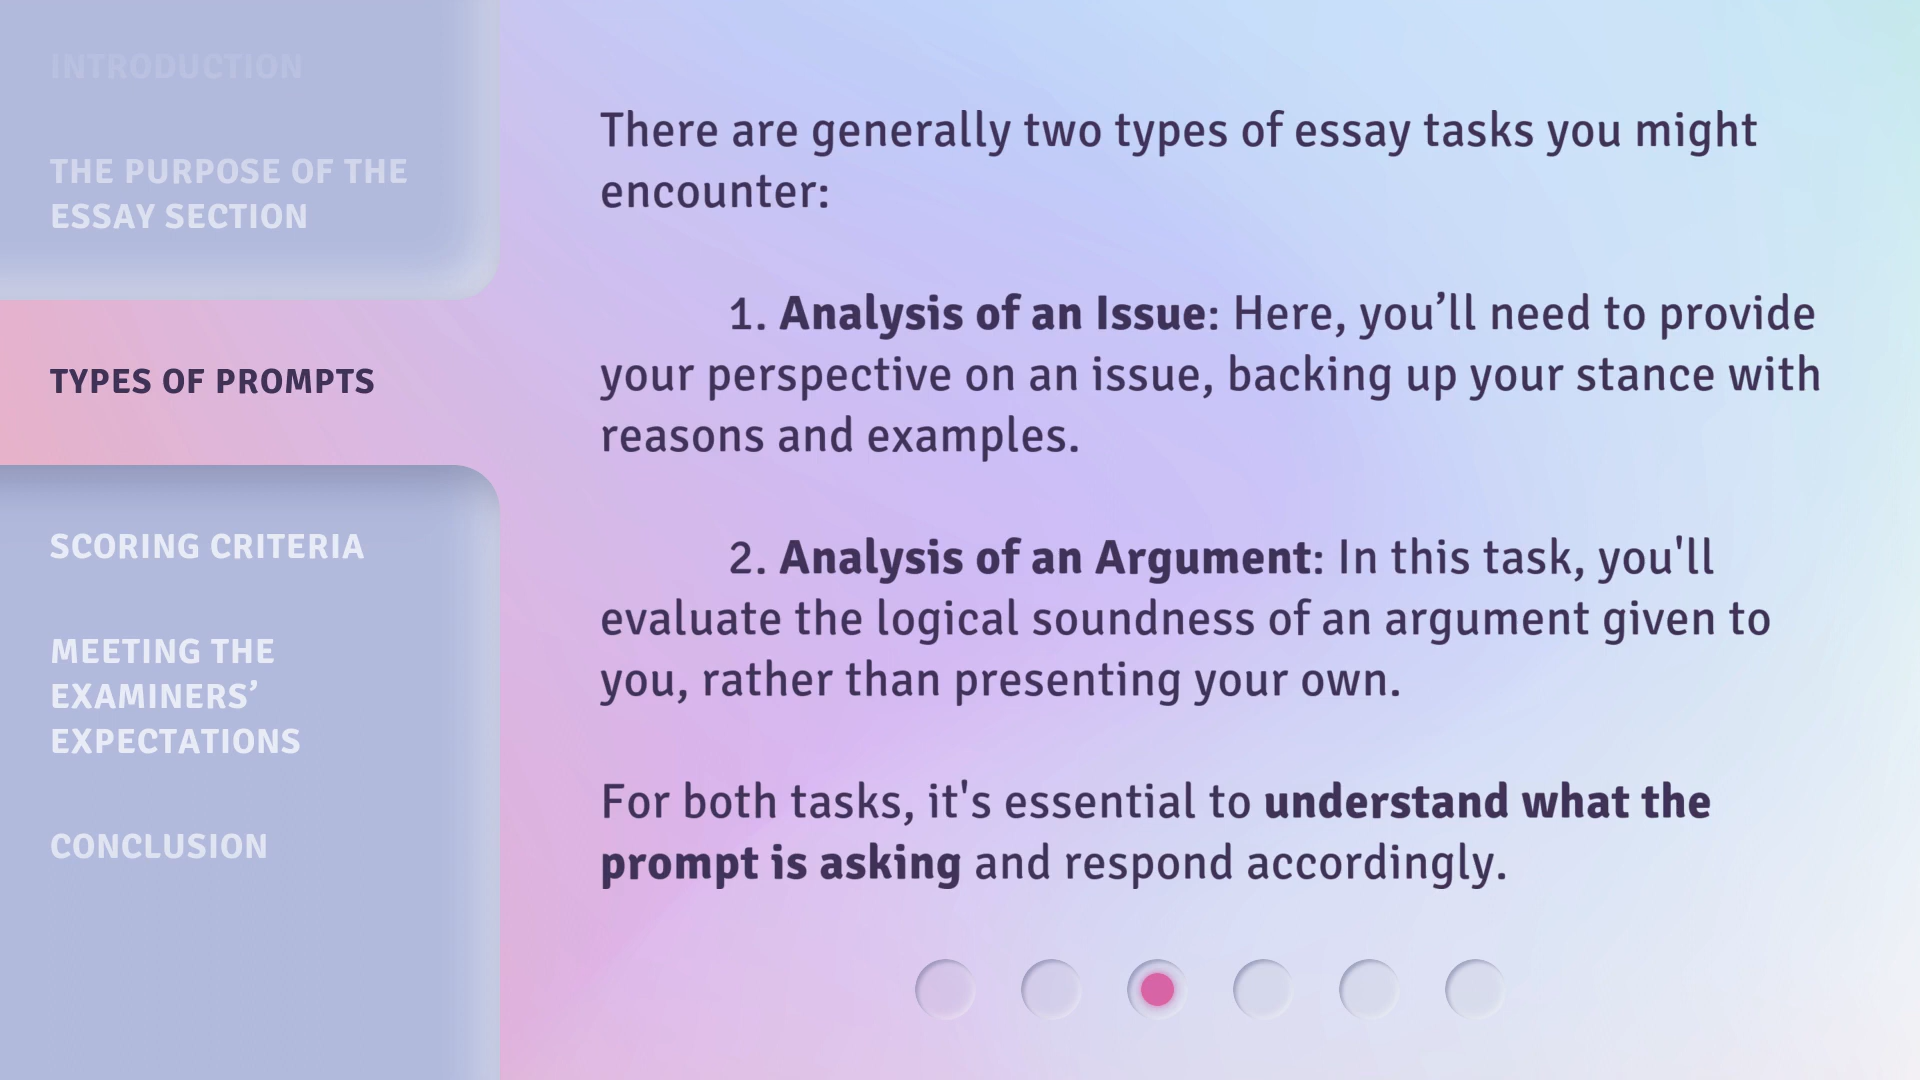 INTRODUCTION
THE PURPOSE OF THE
ESSAY SECTION
TYPES OF PROMPTS
SCORING CRITERIA
MEETING THE
EXAMINERS’
EXPECTATIONS
CONCLUSION
There are generally two types of essay tasks you might
encounter:
1. Analysis of an Issue: Here, you’ll need to provide
your perspective on an issue, backing up your stance with
reasons and examples.
2. Analysis of an Argument: In this task, you'll
evaluate the logical soundness of an argument given to
you, rather than presenting your own.
For both tasks, it's essential to understand what the
prompt is asking and respond accordingly.